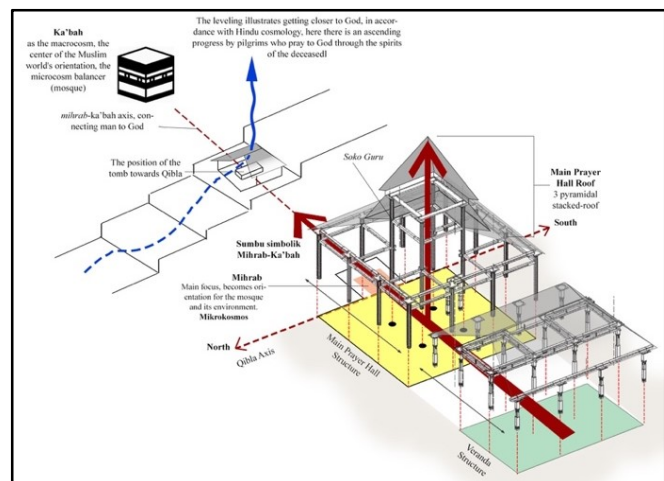 Ka'bah
as the macrocosm, the
center of the Muslim
world's orientation, the
microcosm balancer
(mosque)
The leveling illustrates getting closer to God, in accor-
dance with Hindu cosmology, here there is an ascending
progress by pilgrims who pray to God through the spirits
of the deceasedl
mihrab-ka'bah axis, con-
necting man to God
The position of the
tomb towards Qibla
Soko Guru
Main Prayer
Hall Roof
3 pyramidal
stacked-roof
South
Sumbu simbolik
Mihrab-Ka'bah
Mihrab
Main focus, becomes ori-
entation for the mosque
and its environment.
Mikrokosmos
North
Qibla Axis
Main Prayer Hall
Structure
Veranda
Structure